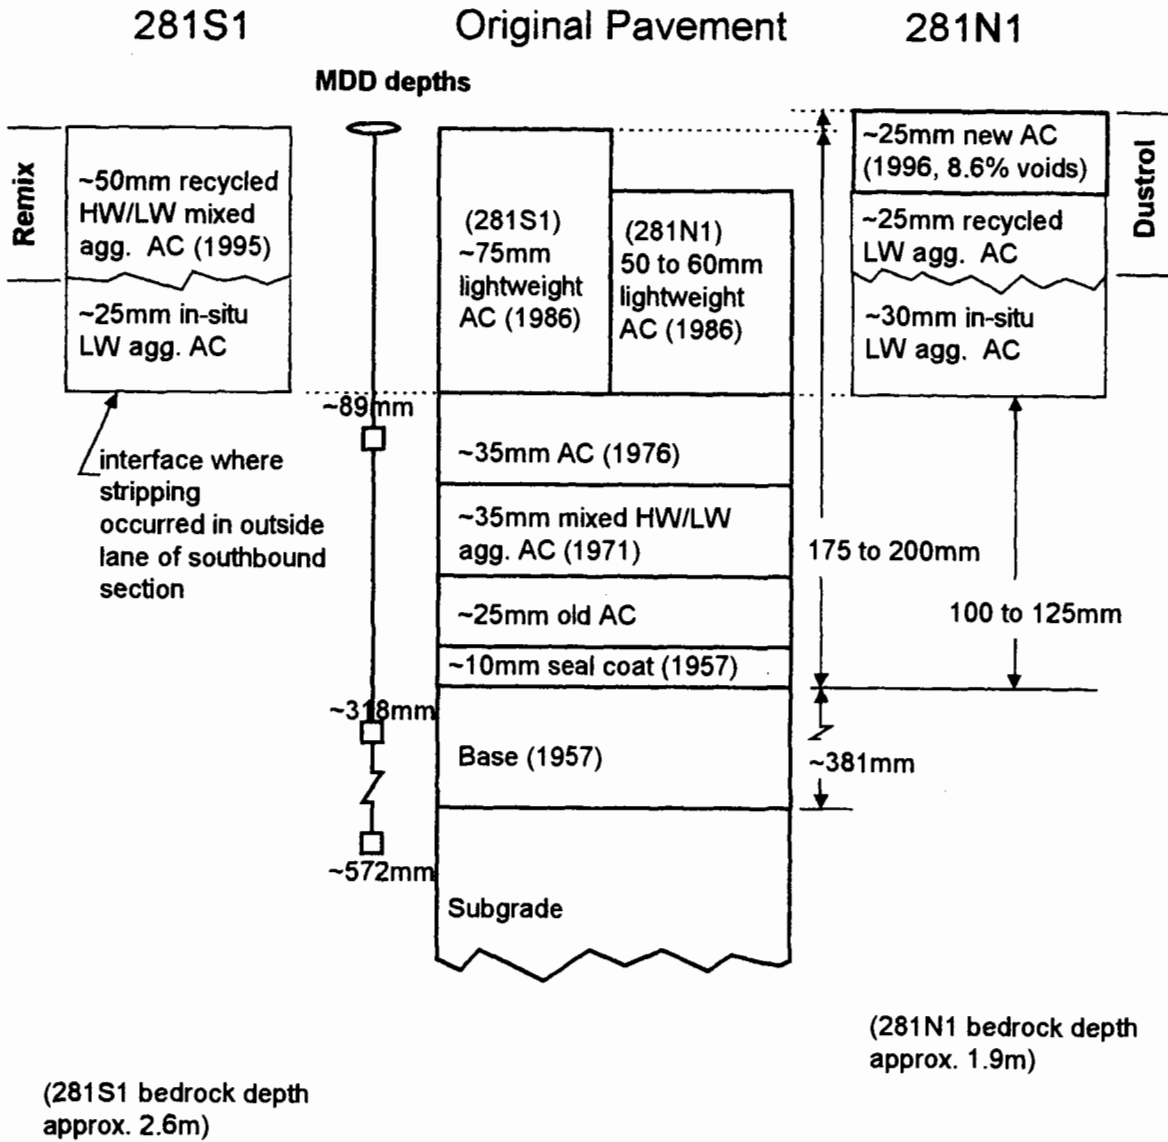 281S1
Original Pavement
281N1
MDD depths
Remix
~50mm recycled
HW/LW mixed
agg. AC (1995)
~25mm in-situ
LW agg. AC
interface where
stripping
occurred in outside
lane of southbound
section
~89mm
~318mm
~572mm
(281S1)
~75mm
lightweight
AC (1986)
(281N1)
50 to 60mm
lightweight
AC (1986)
~35mm AC (1976)
~35mm mixed HW/LW
agg. AC (1971)
~25mm old AC
~10mm seal coat (1957)
Base (1957)
Subgrade
175 to 200mm
~381mm
~25mm new AC
(1996, 8.6% voids)
~25mm recycled
LW agg. AC
~30mm in-situ
LW agg. AC
Dustrol
100 to 125mm
(281N1 bedrock depth
approx. 1.9m)
(281S1 bedrock depth
approx. 2.6m)